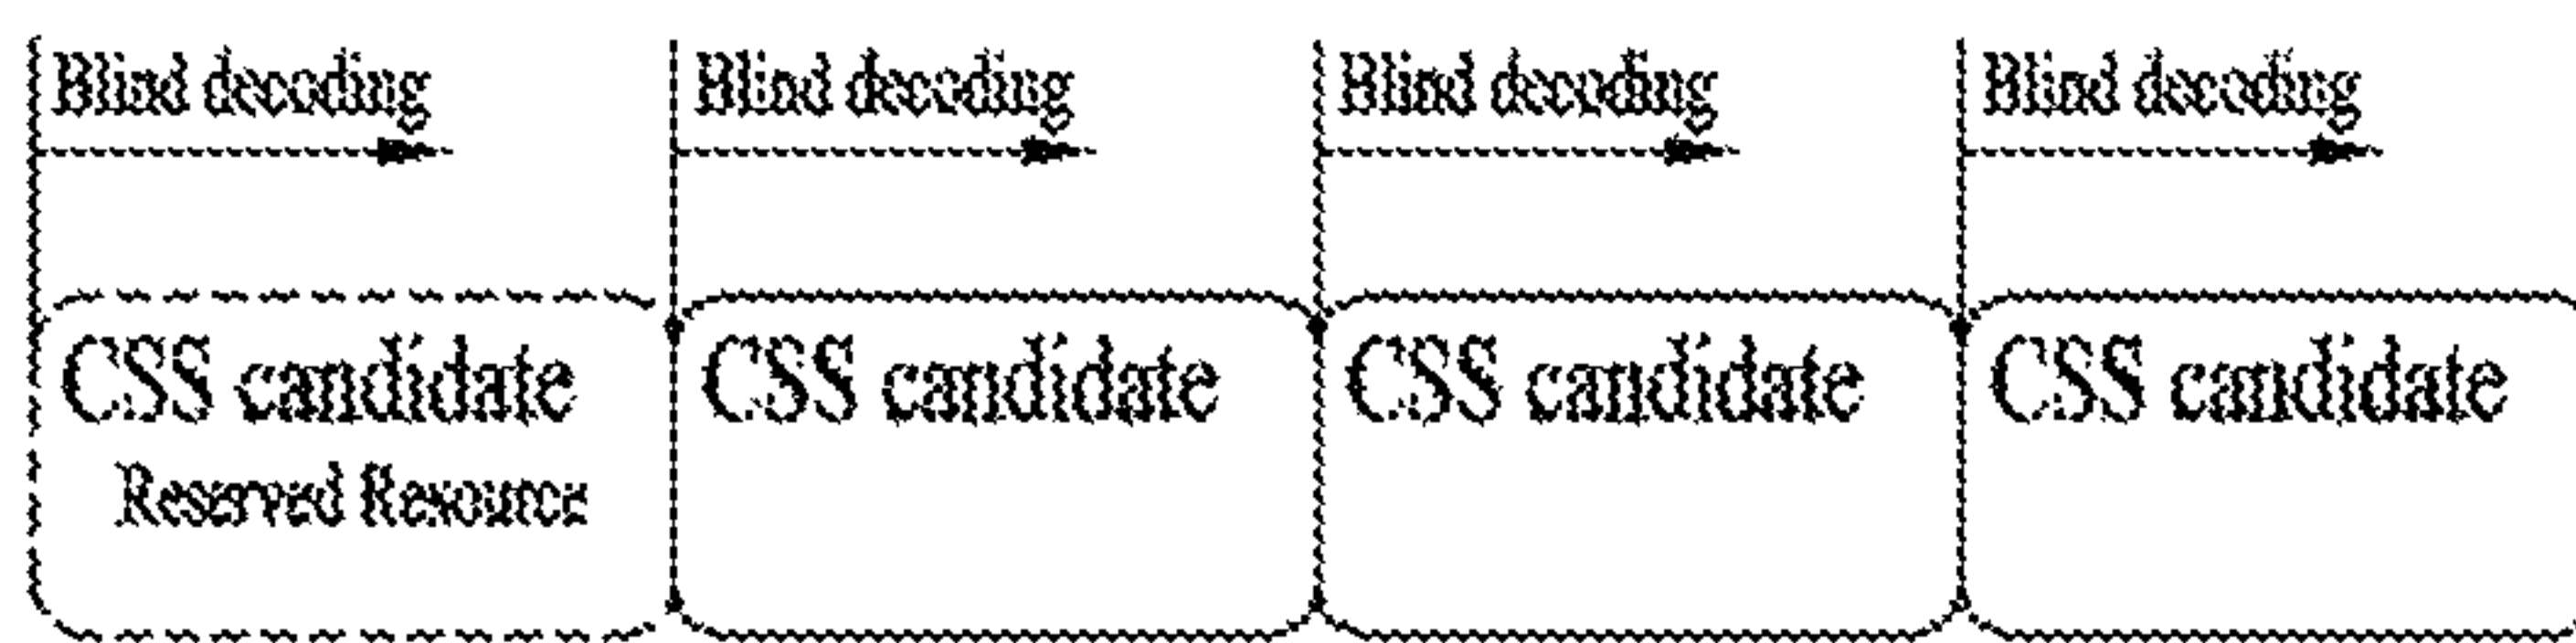 Blind decoding Blind decoding Blind decoding Blind decoding
CSS candidate CSS candidate CSS candidate CSS candidate
Reserved Resource